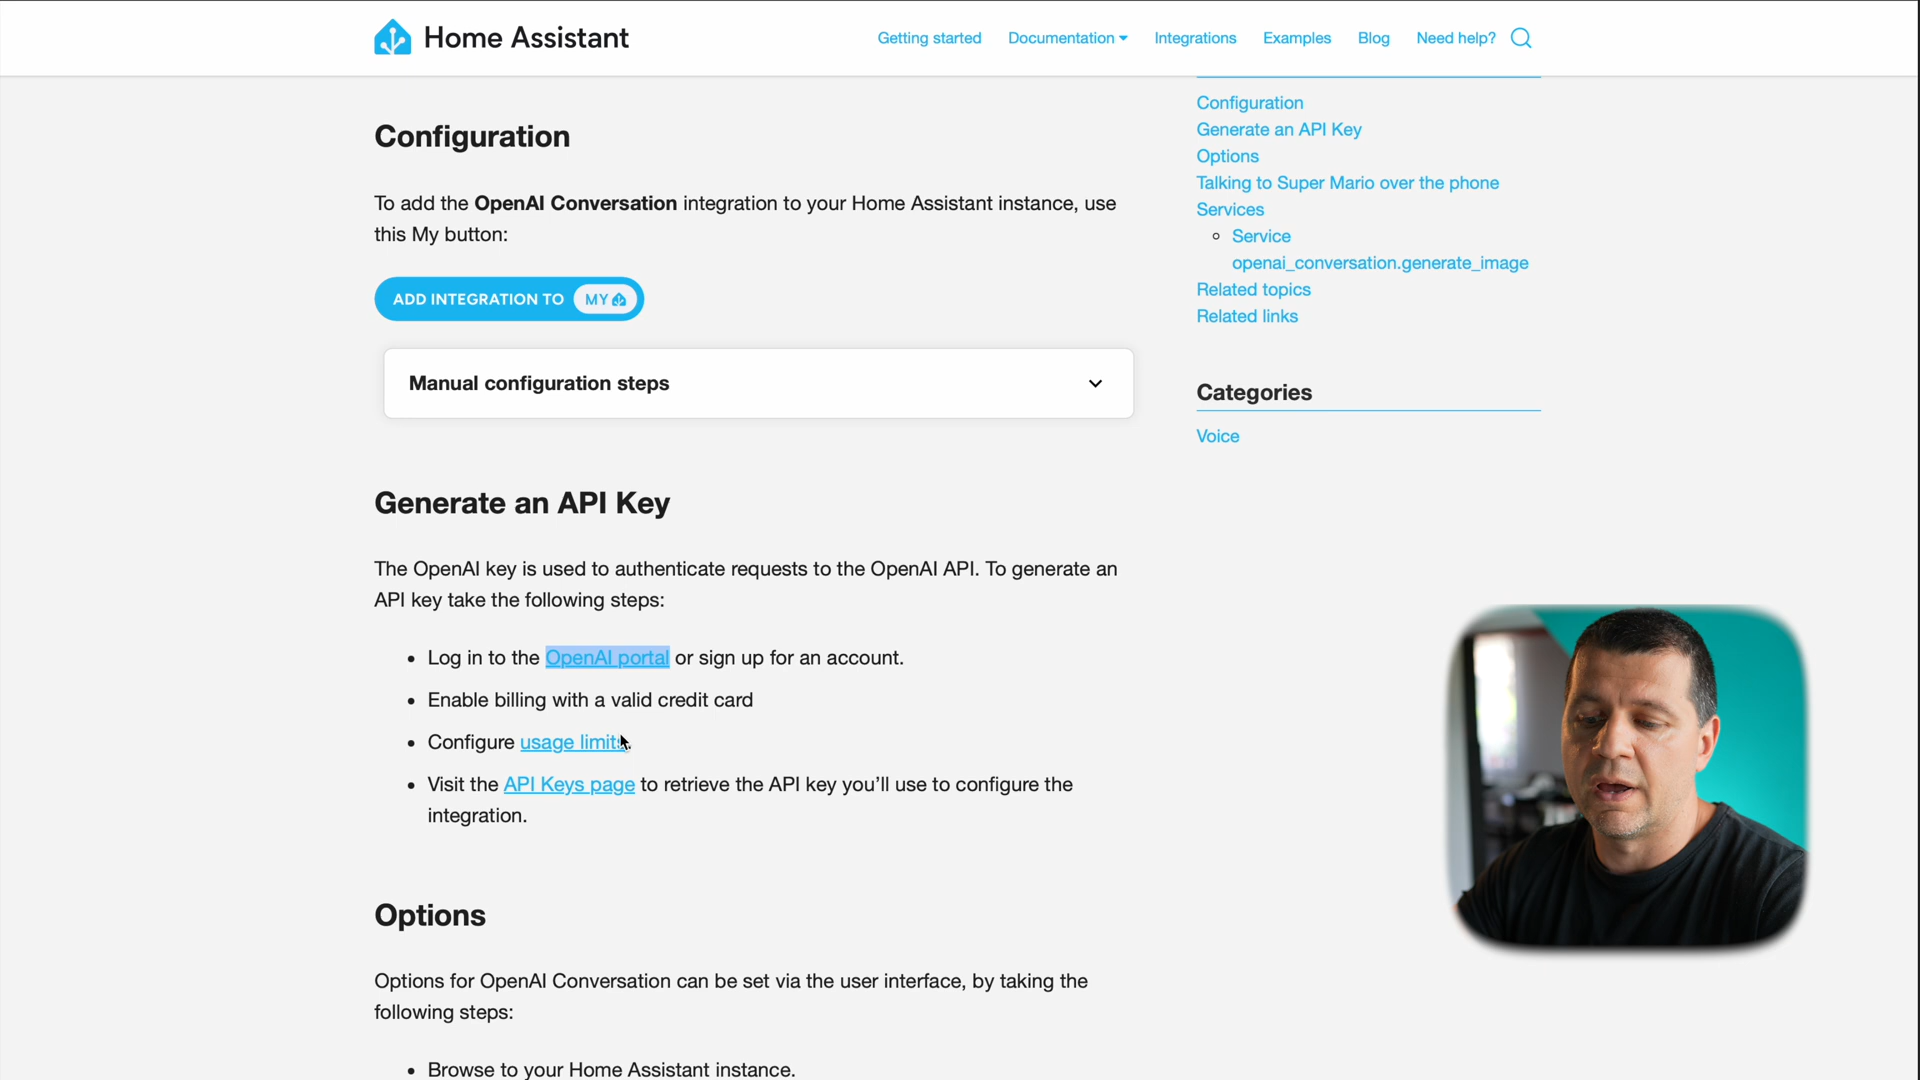 Home Assistant
Getting started
Documentation
Integrations
Examples
Blog
Need help?
Configuration
To add the OpenAI Conversation integration to your Home Assistant instance, use
this My button:
ADD INTEGRATION TO MY
Manual configuration steps
Generate an API Key
The OpenAI key is used to authenticate requests to the OpenAI API. To generate an
API key take the following steps:
• Log in to the OpenAI portal or sign up for an account.
• Enable billing with a valid credit card
• Configure usage limits.
• Visit the API Keys page to retrieve the API key you’ll use to configure the
integration.
Options
Options for OpenAI Conversation can be set via the user interface, by taking the
following steps:
• Browse to your Home Assistant instance.
Configuration
Generate an API Key
Options
Talking to Super Mario over the phone
Services
Service
openai_conversation.generate_image
Related topics
Related links
Categories
Voice